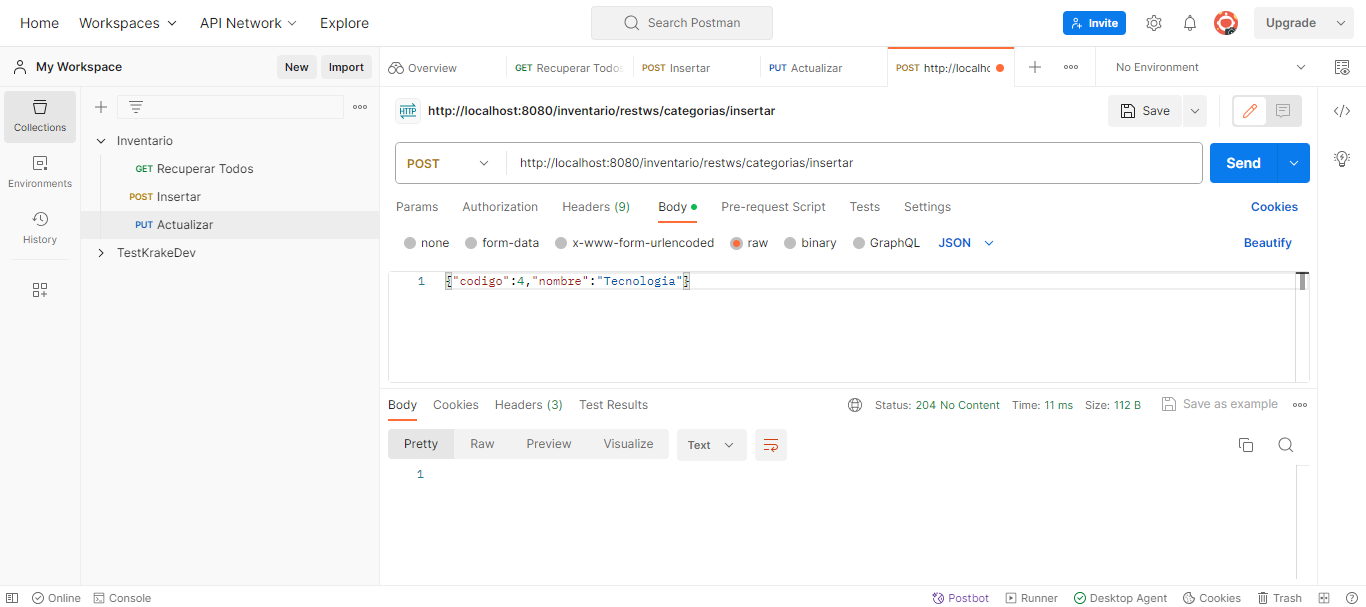 Home Workspaces API Network Explore Search Postman Invite Upgrade
My Workspace New Import Overview GET Recuperar Todos POST Insertar PUT Actualizar POST http://localho No Environment
Collections
Environments
History
Inventario
GET Recuperar Todos
POST Insertar
PUT Actualizar
TestKrakeDev
HTTP http://localhost:8080/inventario/restws/categorias/insertar Save
POST http://localhost:8080/inventario/restws/categorias/insertar Send
Params Authorization Headers (9) Body Pre-request Script Tests Settings Cookies
none form-data x-www-form-urlencoded raw binary GraphQL JSON Beautify
1 {"codigo":4,"nombre":"Tecnologia"}
Body Cookies Headers (3) Test Results Status: 204 No Content Time: 11 ms Size: 112 B Save as example
Pretty Raw Preview Visualize Text
1
Online Console Postbot Runner Desktop Agent Cookies Trash